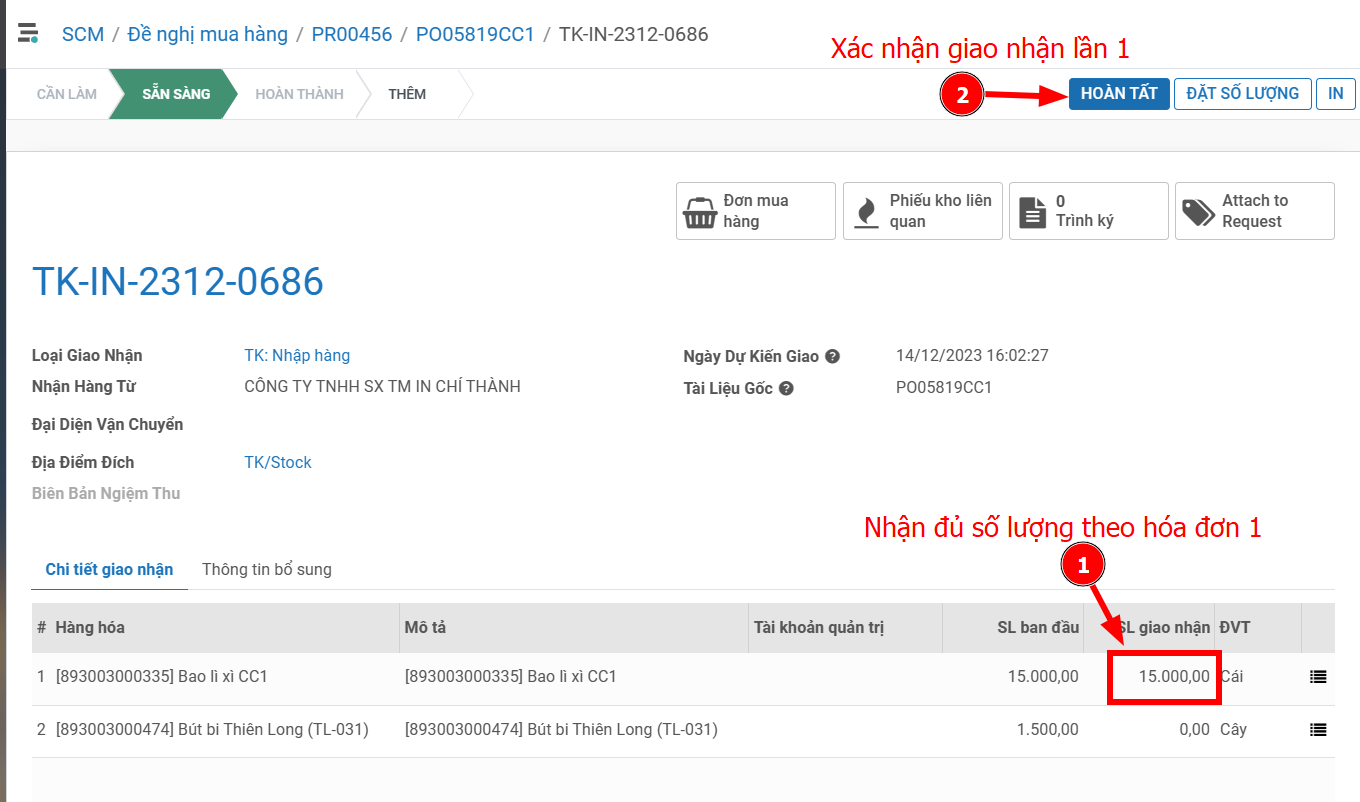 SCM / Đề nghị mua hàng / PR00456 / PO05819CC1 / TK-IN-2312-0686
Xác nhận giao nhận lần 1
CẦN LÀM
SẴN SÀNG
HOÀN THÀNH
THÊM
2
HOÀN TẤT
ĐẶT SỐ LƯỢNG
IN
Đơn mua
hàng
Phiếu kho liên
quan
0
Trình ký
Attach to
Request
TK-IN-2312-0686
Loại Giao Nhận TK: Nhập hàng
Ngày Dự Kiến Giao ? 14/12/2023 16:02:27
Nhận Hàng Từ CÔNG TY TNHH SX TM IN CHÍ THÀNH
Tài Liệu Gốc ? PO05819CC1
Đại Diện Vận Chuyển
Địa Điểm Đích TK/Stock
Biên Bản Ngiệm Thu
Nhận đủ số lượng theo hóa đơn 1
1
Chi tiết giao nhận Thông tin bổ sung
# Hàng hóa Mô tả Tài khoản quản trị SL ban đầu SL giao nhận ĐVT
1 [893003000335] Bao lì xì CC1 [893003000335] Bao lì xì CC1 15.000,00 15.000,00 Cái
2 [893003000474] Bút bi Thiên Long (TL-031) [893003000474] Bút bi Thiên Long (TL-031) 1.500,00 0,00 Cây